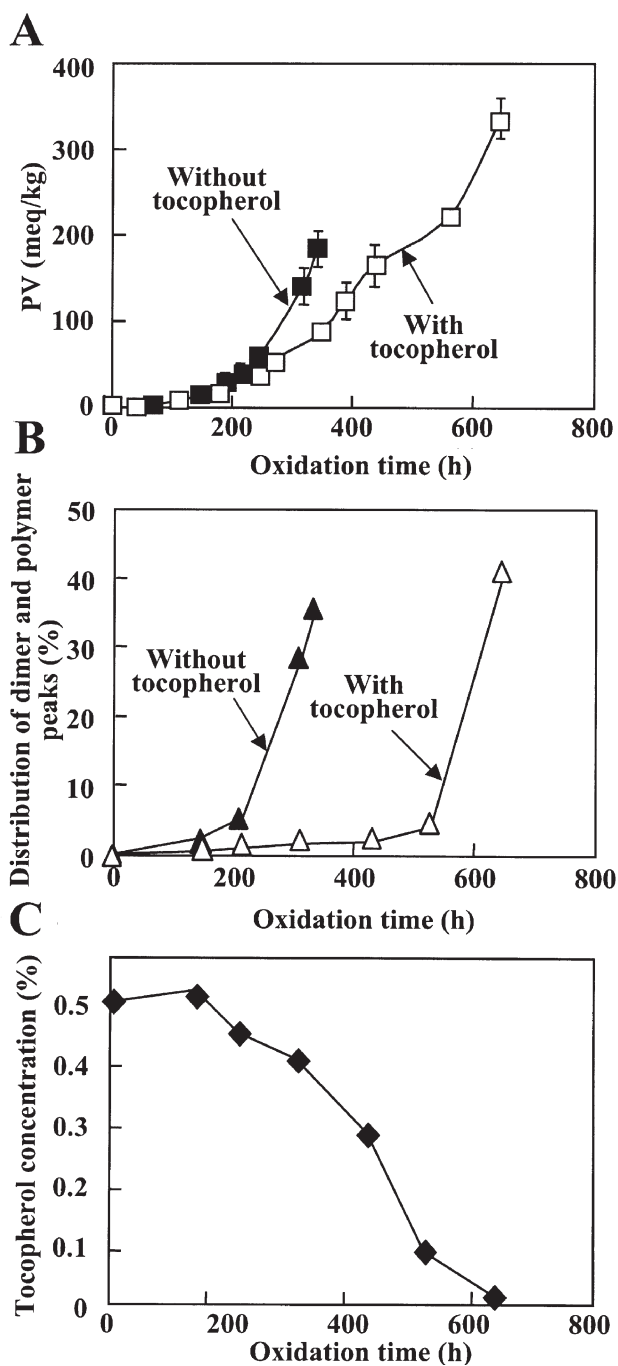 A
400
300
200
100
0
PV (meq/kg)
Without
tocopherol
With
tocopherol
0 200 400 600 800
Oxidation time (h)
B
50
40
30
20
10
0
Distribution of dimer and polymer
peaks (%)
Without
tocopherol
With
tocopherol
0 200 400 600 800
Oxidation time (h)
C
0.5
0.4
0.3
0.2
0.1
0
Tocopherol concentration (%)
0 200 400 600 800
Oxidation time (h)